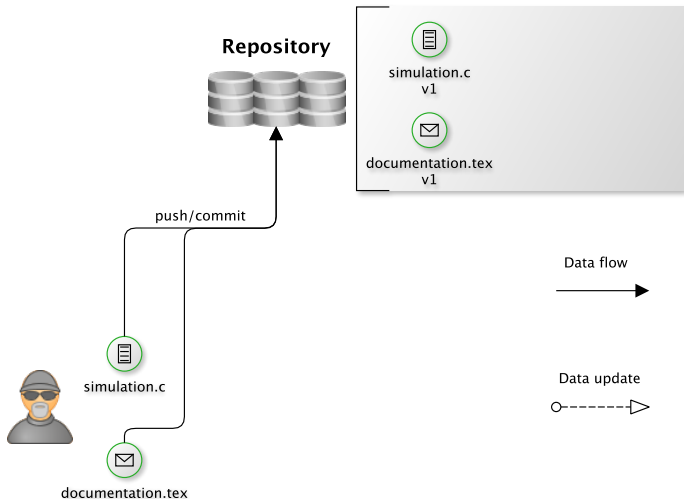 Repository
simulation.c
v1
documentation.tex
v1
push/commit
Data flow
simulation.c
Data update
documentation.tex